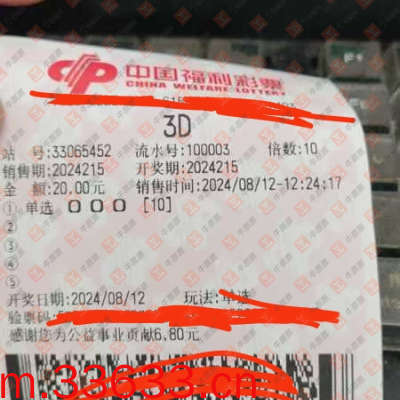 中国福利彩票
CHINA WELFARE LOTTERY
3D
站 号:33065452 流水号:100003 倍数:10
销售期:2024215 开奖期:2024215
金 额:20.00元 销售时间:2024/08/12-12:24:17
① 单选 0 0 0 [10]
②
③
④
⑤
开奖日期:2024/08/12 玩法:单选
验票码:
感谢您为公益事业贡献6.80元
m.33633.cn